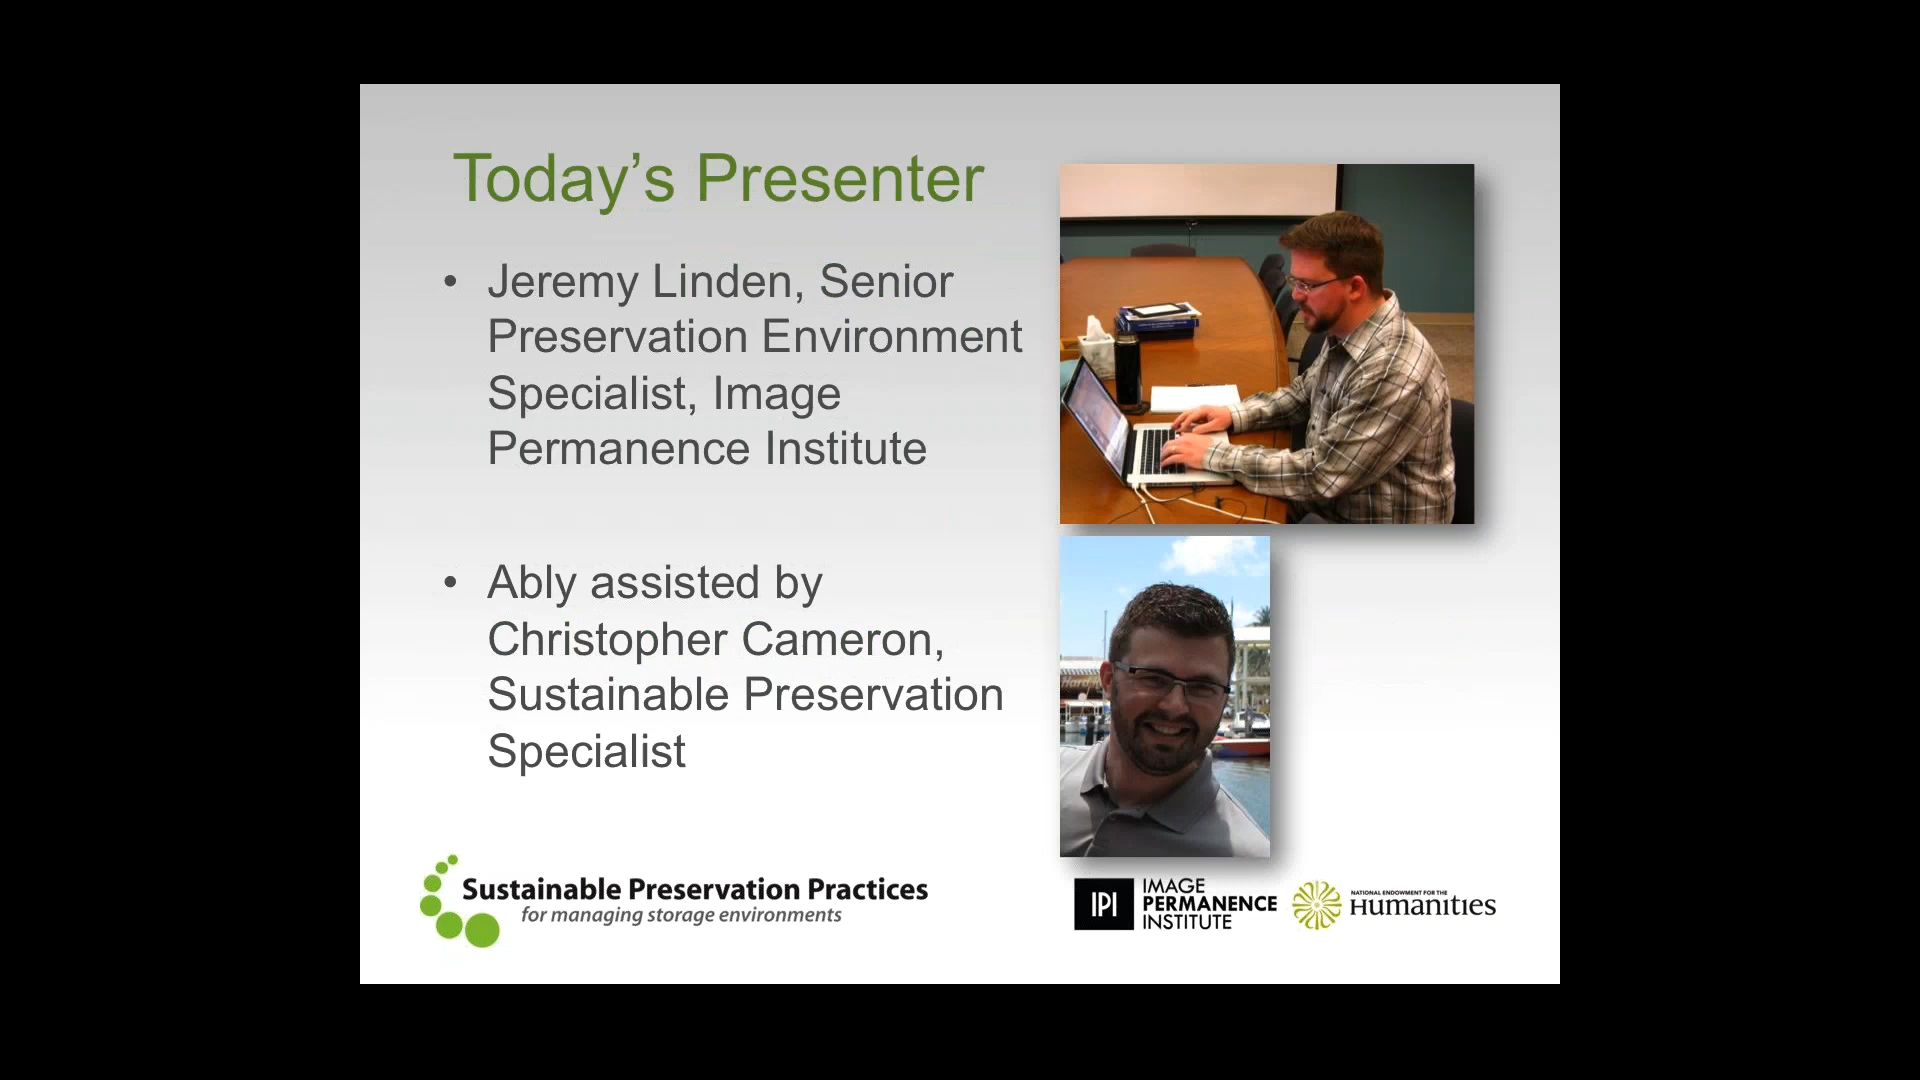 Today’s Presenter
• Jeremy Linden, Senior
Preservation Environment
Specialist, Image
Permanence Institute
• Ably assisted by
Christopher Cameron,
Sustainable Preservation
Specialist
Sustainable Preservation Practices
for managing storage environments
IPI
IMAGE
PERMANENCE
INSTITUTE
NATIONAL ENDOWMENT FOR THE
Humanities